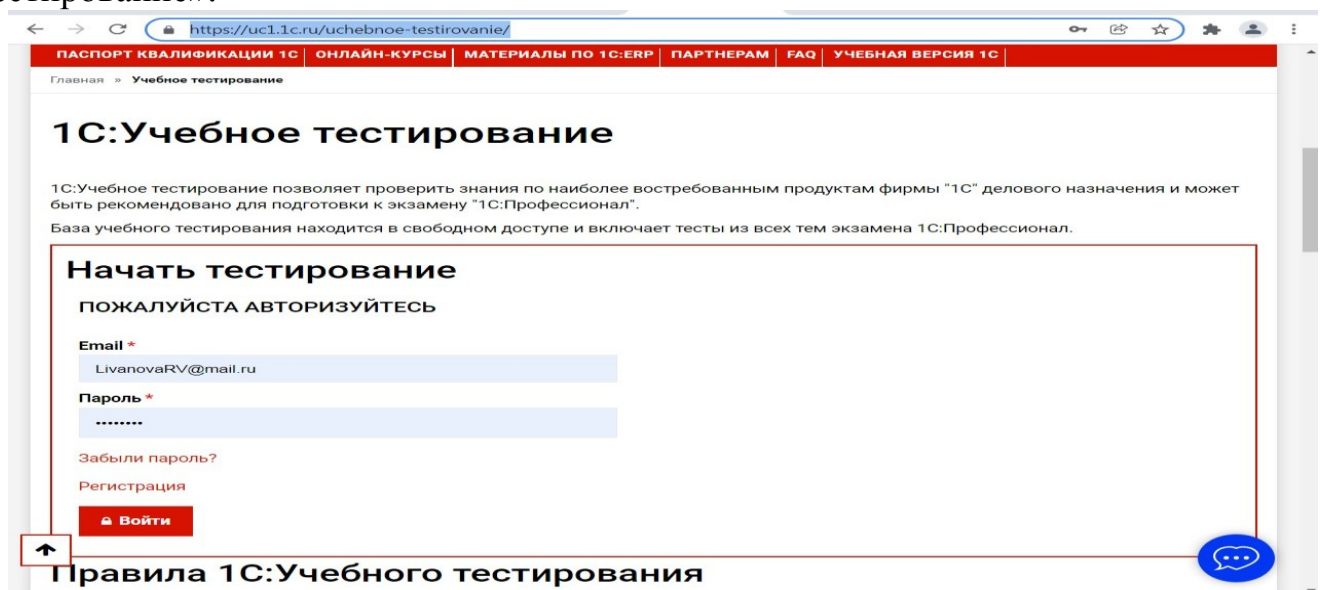 https://uc1.1c.ru/uchebnoe-testirovanie/
ПАСПОРТ КВАЛИФИКАЦИИ 1С ОНЛАЙН-КУРСЫ МАТЕРИАЛЫ ПО 1С:ERP ПАРТНЕРАМ FAQ УЧЕБНАЯ ВЕРСИЯ 1С
Главная » Учебное тестирование
1С:Учебное тестирование
1С:Учебное тестирование позволяет проверить знания по наиболее востребованным продуктам фирмы "1С" делового назначения и может
быть рекомендовано для подготовки к экзамену "1С:Профессионал".
База учебного тестирования находится в свободном доступе и включает тесты из всех тем экзамена 1С:Профессионал.
Начать тестирование
ПОЖАЛУЙСТА АВТОРИЗУЙТЕСЬ
Email *
LivanovaRV@mail.ru
Пароль *
••••••••
Забыли пароль?
Регистрация
Войти
Правила 1С:Учебного тестирования